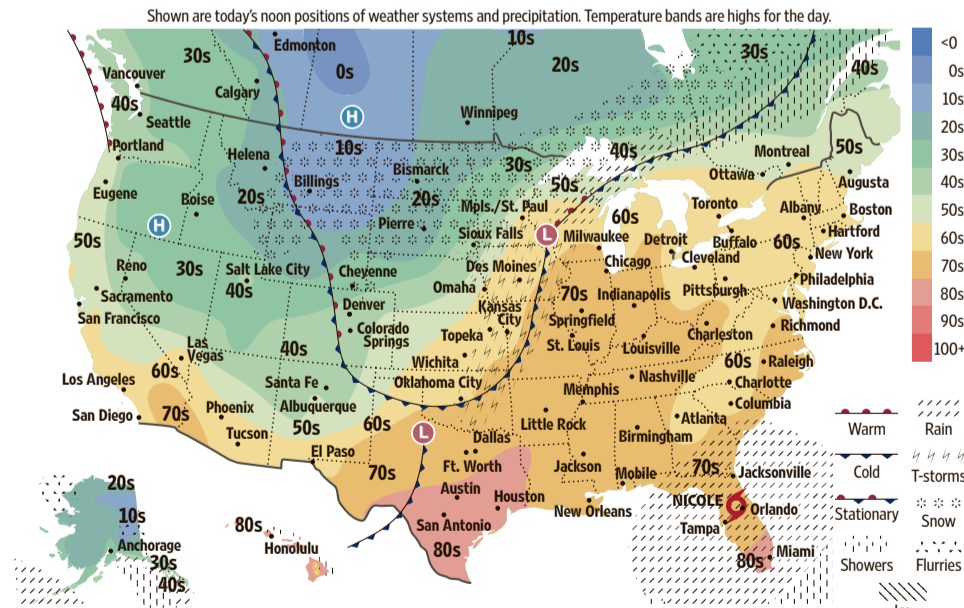 Shown are today's noon positions of weather systems and precipitation. Temperature bands are highs for the day.
Edmonton
10s
30s
Vancouver
0s
20s
30s
40s
<0
0s
10s
20s
30s
40s
50s
60s
70s
80s
90s
100+
Calgary
40s
Seattle
H
Winnipeg
Portland
Helena
10s
Billings
Bismarck
30s
40s
Montreal
50s
Ottawa
Augusta
Eugene
Boise
20s
20s
50s
Mpls./St. Paul
Pierre
Sioux Falls
60s
Toronto
Albany
Boston
H
L
Milwaukee
Detroit
Buffalo
Hartford
50s
60s
Reno
30s
Salt Lake City
Cheyenne
Des Moines
Chicago
Cleveland
New York
Sacramento
40s
Omaha
70s
Indianapolis
Pittsburgh
Philadelphia
San Francisco
Denver
Kansas
City
Washington D.C.
Colorado
Springs
Topeka
Springfield
St. Louis
Louisville
Charleston
Richmond
Las
Vegas
40s
Wichita
60s
Raleigh
Los Angeles
60s
Santa Fe
Oklahoma City
Memphis
Nashville
Charlotte
San Diego
70s
Phoenix
Albuquerque
Columbia
Tucson
50s
60s
L
Little Rock
Atlanta
Dallas
Birmingham
El Paso
70s
Ft. Worth
Jackson
Mobile
70s
Jacksonville
Austin
Houston
New Orleans
NICOLE
Orlando
San Antonio
Tampa
80s
80s
Miami
20s
10s
Anchorage
30s
40s
80s
Honolulu
Warm
Rain
Cold
T-storms
Stationary
Snow
Showers
Flurries